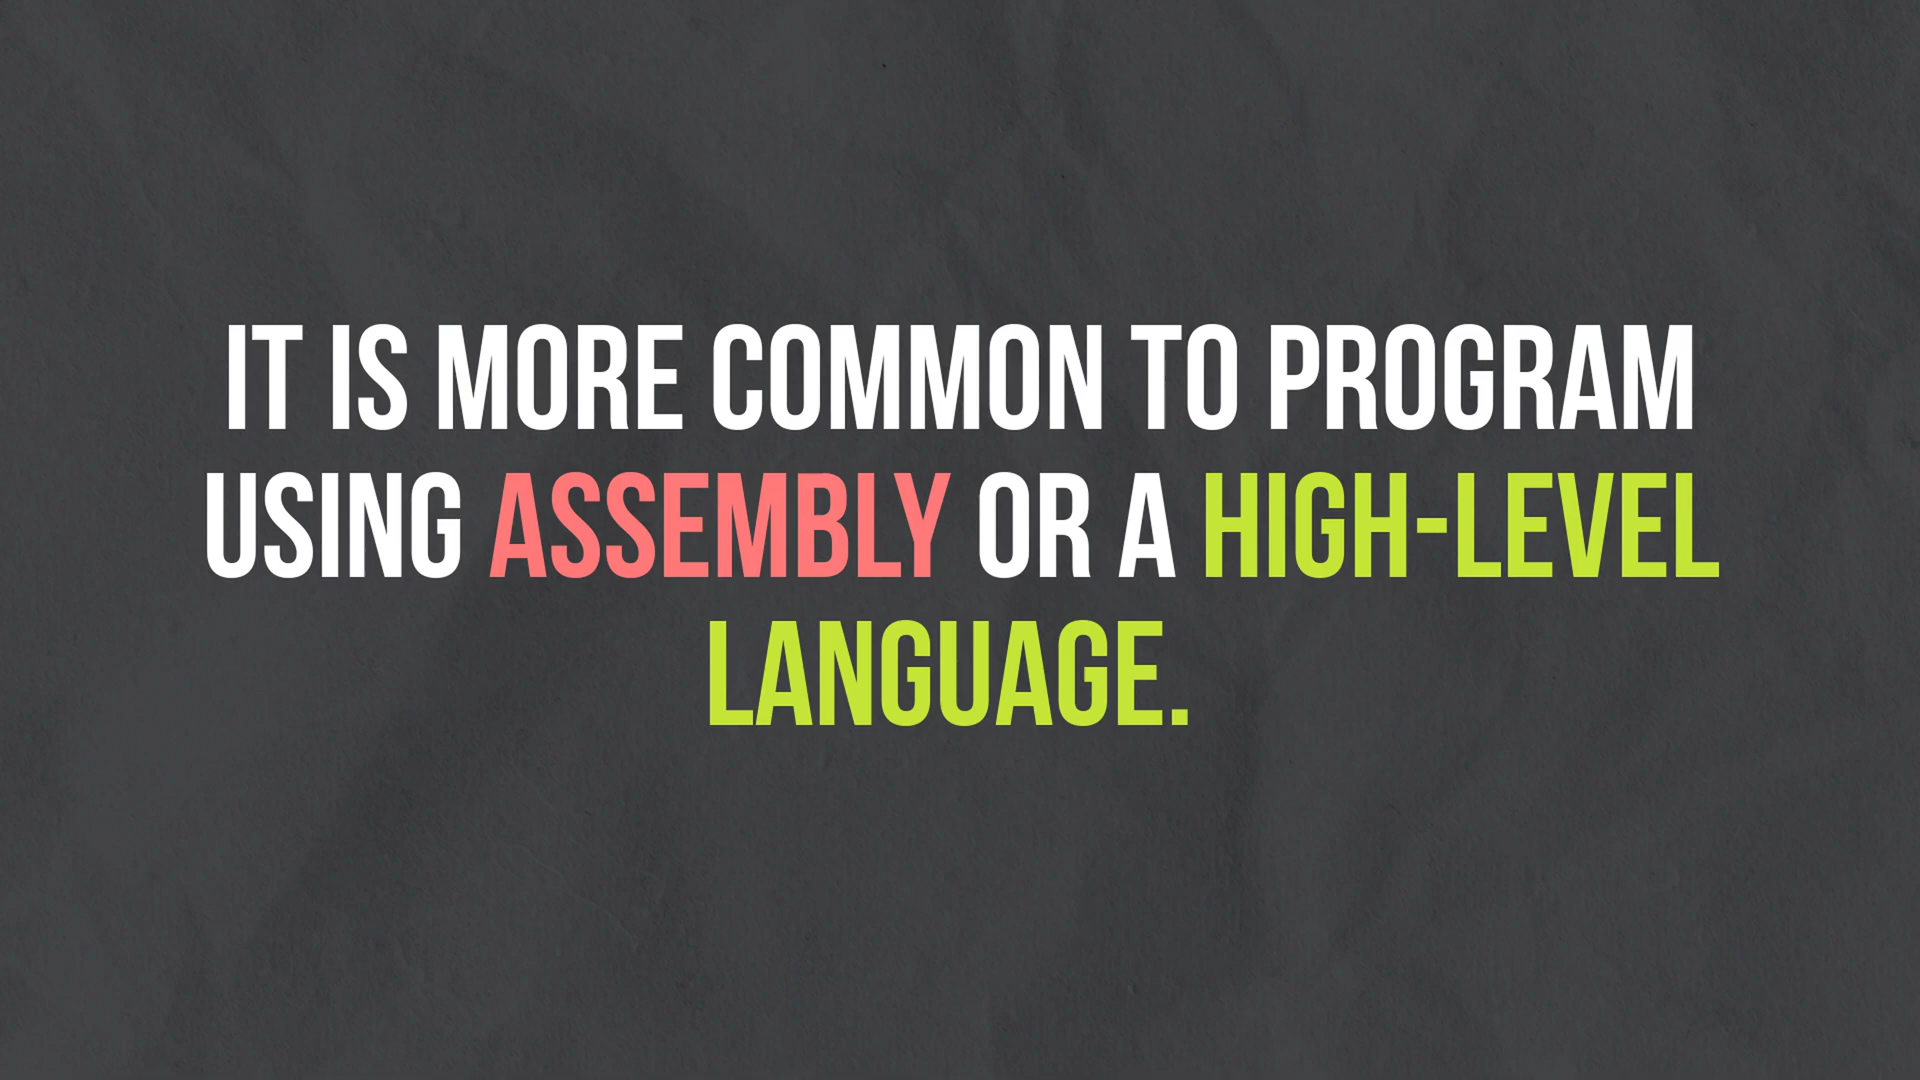 IT IS MORE COMMON TO PROGRAM
USING ASSEMBLY OR A HIGH-LEVEL
LANGUAGE.